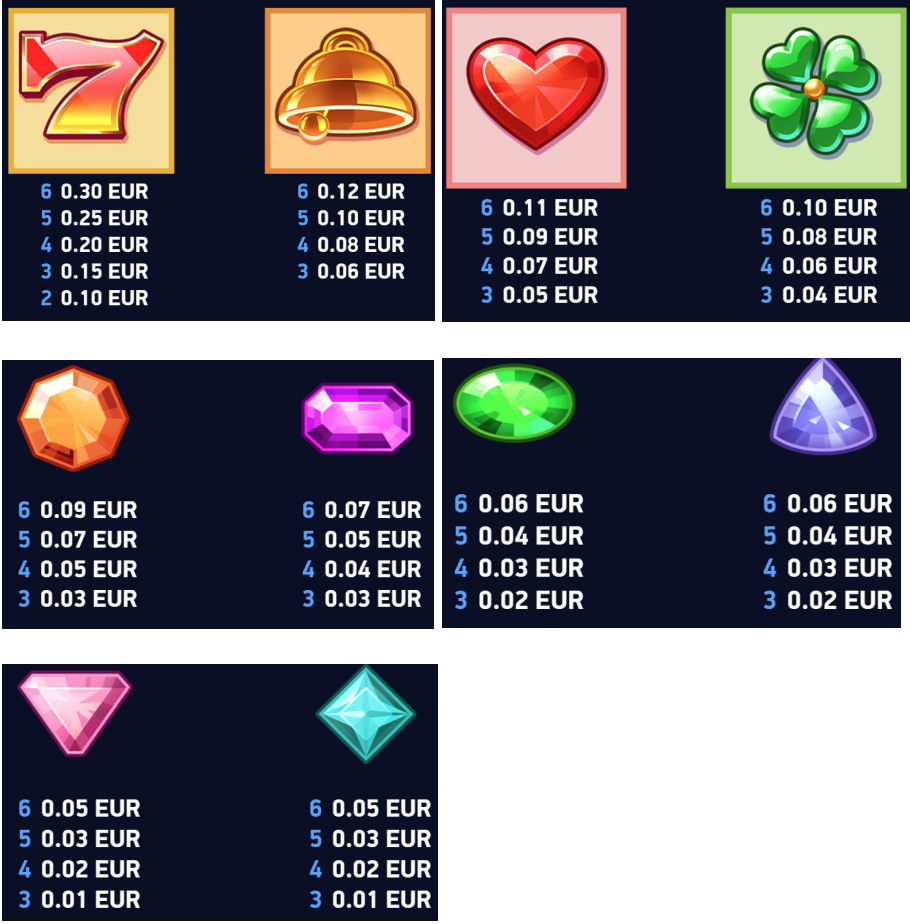 6 0.30 EUR
5 0.25 EUR
4 0.20 EUR
3 0.15 EUR
2 0.10 EUR
6 0.12 EUR
5 0.10 EUR
4 0.08 EUR
3 0.06 EUR
6 0.11 EUR
5 0.09 EUR
4 0.07 EUR
3 0.05 EUR
6 0.10 EUR
5 0.08 EUR
4 0.06 EUR
3 0.04 EUR
6 0.09 EUR
5 0.07 EUR
4 0.05 EUR
3 0.03 EUR
6 0.07 EUR
5 0.05 EUR
4 0.04 EUR
3 0.03 EUR
6 0.06 EUR
5 0.04 EUR
4 0.03 EUR
3 0.02 EUR
6 0.06 EUR
5 0.04 EUR
4 0.03 EUR
3 0.02 EUR
6 0.05 EUR
5 0.03 EUR
4 0.02 EUR
3 0.01 EUR
6 0.05 EUR
5 0.03 EUR
4 0.02 EUR
3 0.01 EUR